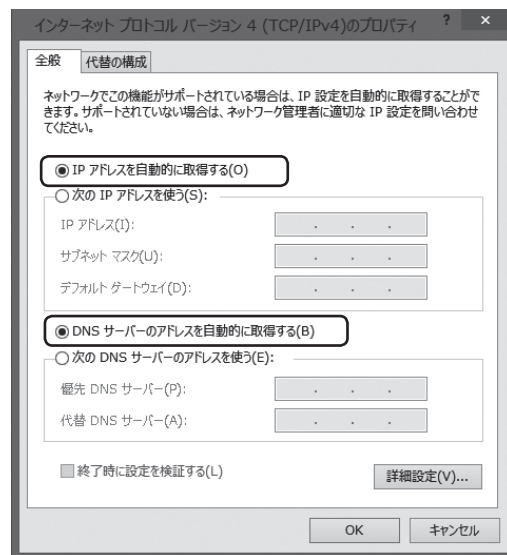 インターネット プロトコル バージョン 4 (TCP/IPv4)のプロパティ ? ×
全般 代替の構成
ネットワークでこの機能がサポートされている場合は、IP 設定を自動的に取得することがで
きます。サポートされていない場合は、ネットワーク管理者に適切な IP 設定を問い合わせ
てください。
IP アドレスを自動的に取得する(O)
次の IP アドレスを使う(S):
IP アドレス(I):
サブネット マスク(U):
デフォルト ゲートウェイ(D):
DNS サーバーのアドレスを自動的に取得する(B)
次の DNS サーバーのアドレスを使う(E):
優先 DNS サーバー(P):
代替 DNS サーバー(A):
終了時に設定を検証する(L)
詳細設定(V)...
OK キャンセル